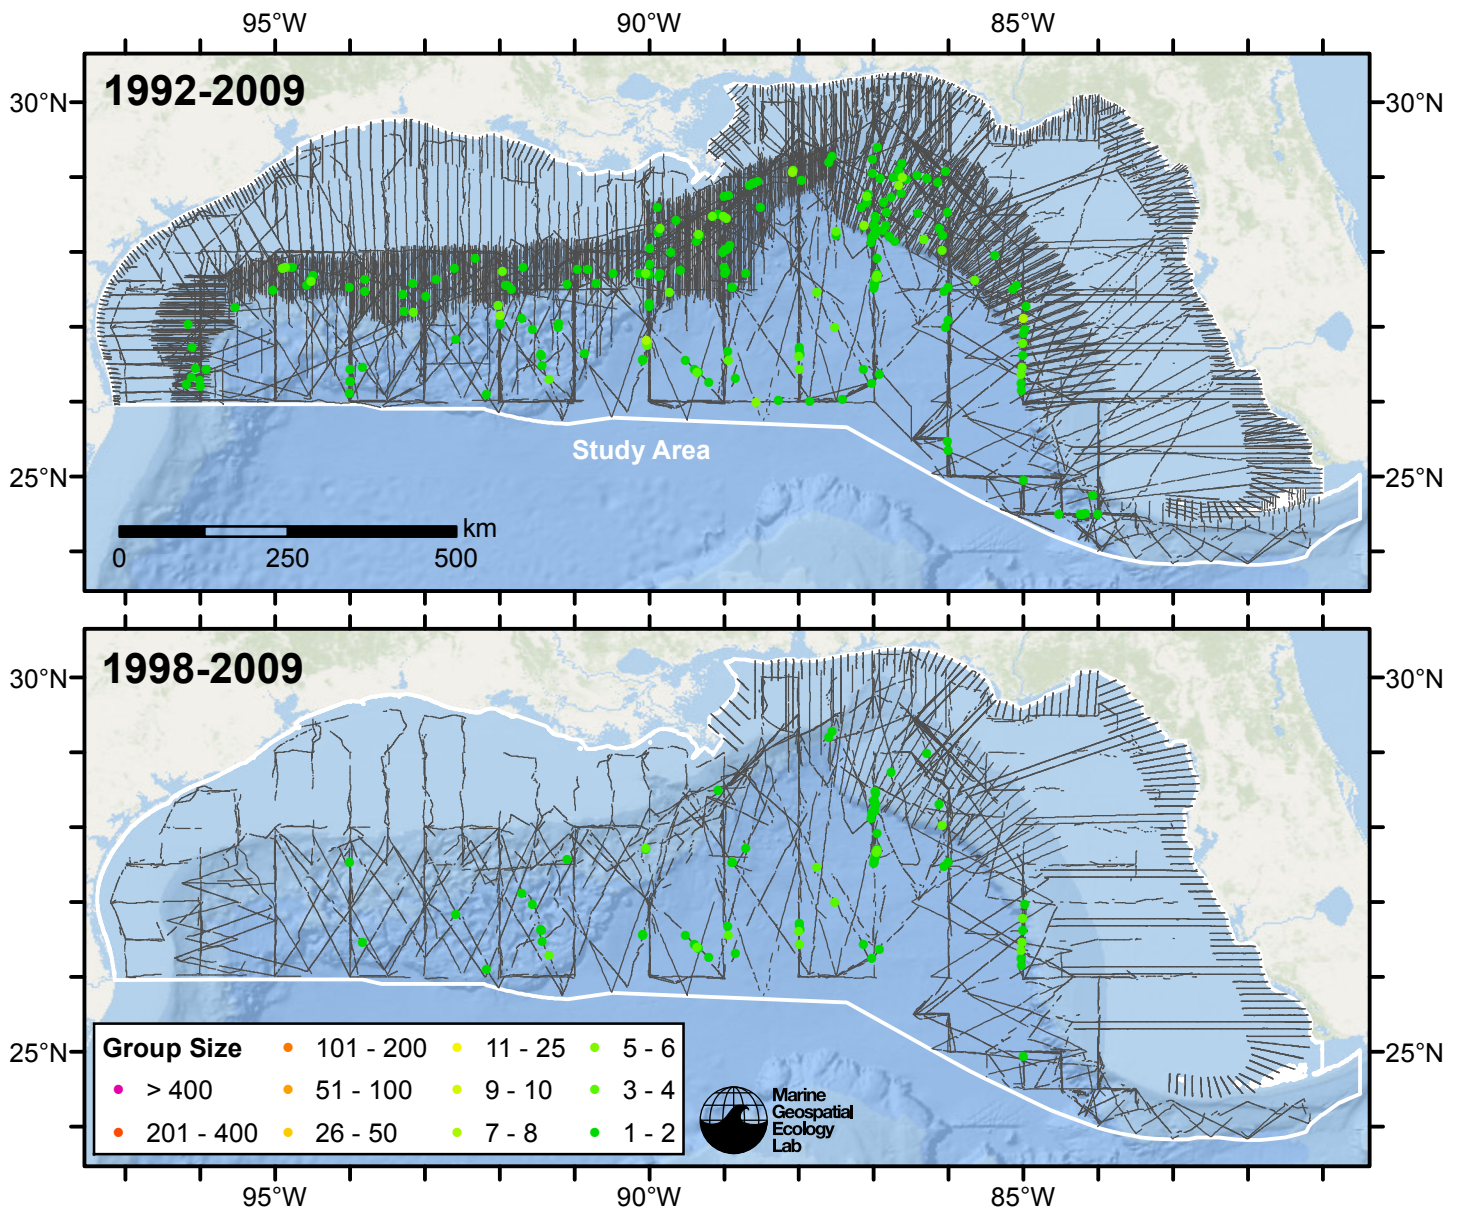 95°W 90°W 85°W
1992-2009
30°N 30°N
Study Area
25°N 25°N
km
0 250 500
1998-2009
30°N 30°N
25°N 25°N
Group Size
> 400
201 - 400
101 - 200
51 - 100
26 - 50
11 - 25
9 - 10
7 - 8
5 - 6
3 - 4
1 - 2
Marine
Geospatial
Ecology
Lab
95°W 90°W 85°W